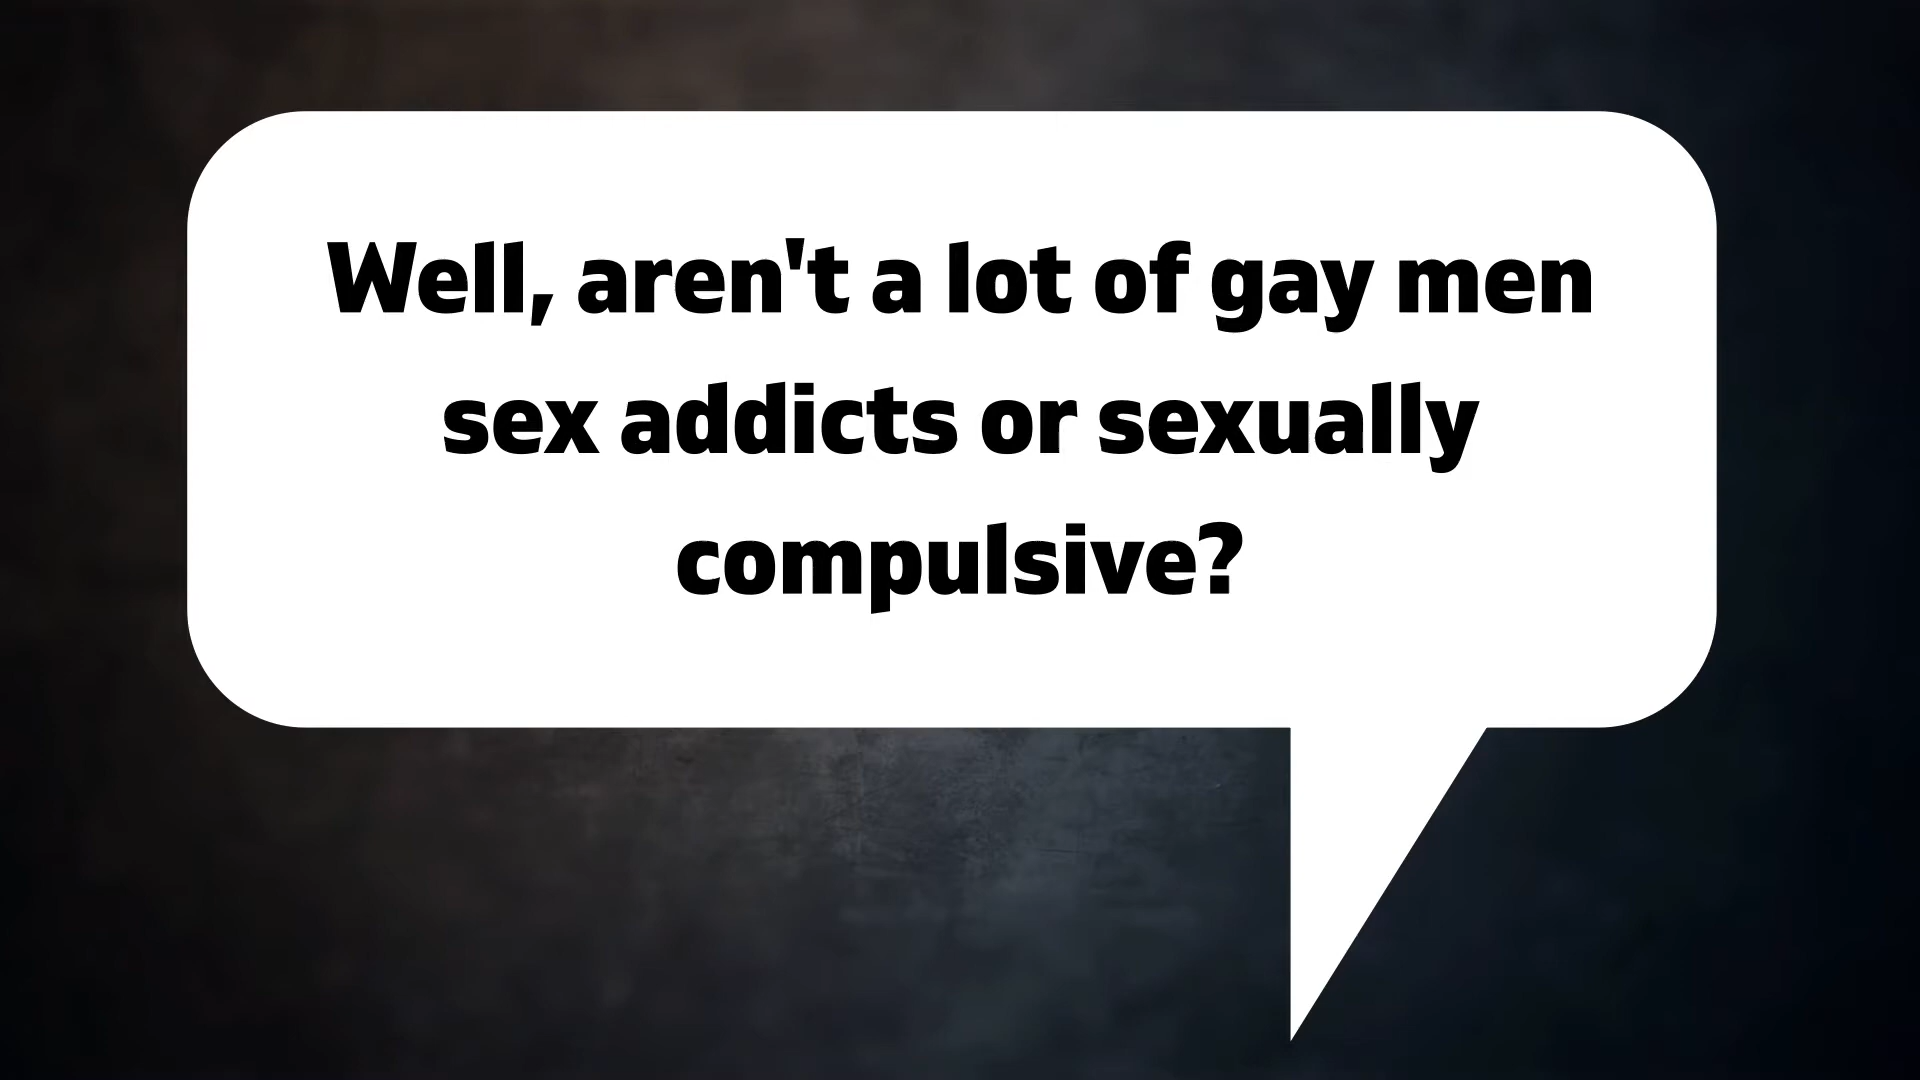 Well, aren't a lot of gay men
sex addicts or sexually
compulsive?